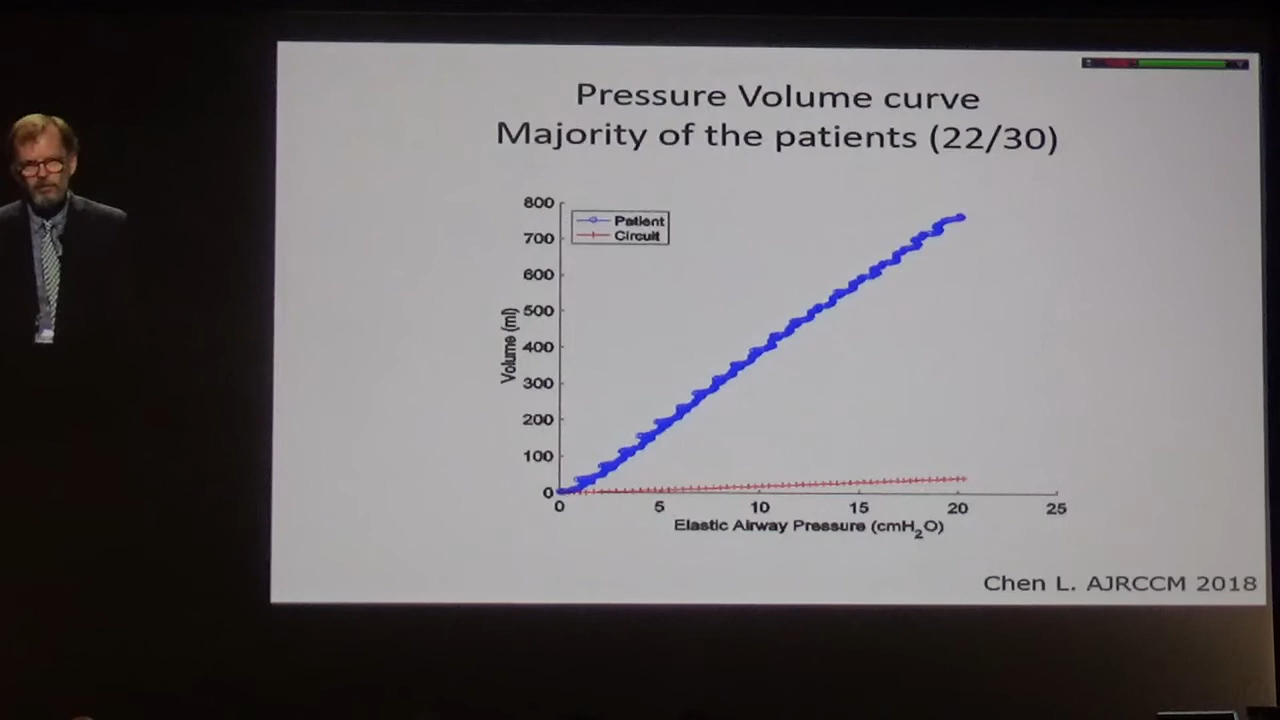 Pressure Volume curve
Majority of the patients (22/30)
800
700
600
500
400
300
200
100
0
Patient
Circuit
Volume (ml)
0 5 10 15 20 25
Elastic Airway Pressure (cmH2O)
Chen L. AJRCCM 2018